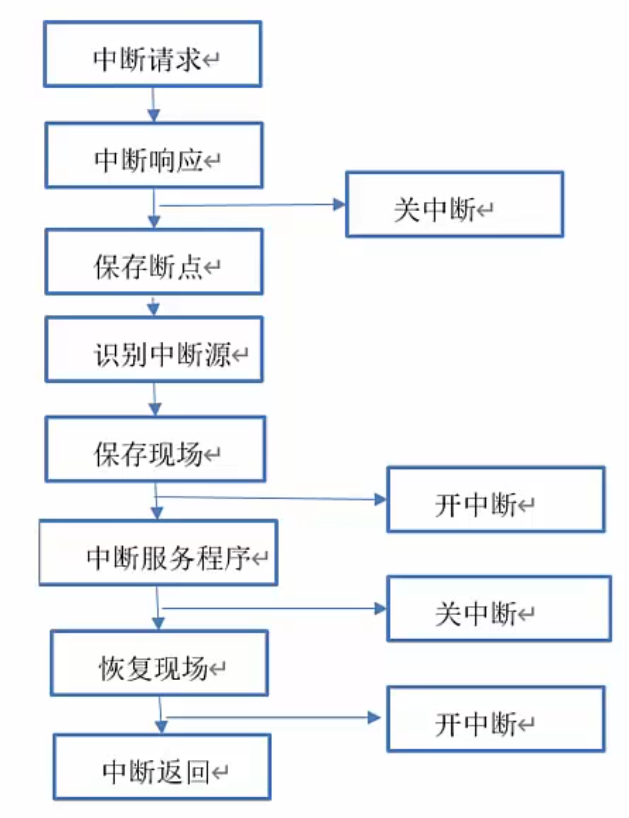 中断请求↵
中断响应↵
关中断↵
保存断点↵
识别中断源↵
保存现场↵
开中断↵
中断服务程序↵
关中断↵
恢复现场↵
开中断↵
中断返回↵